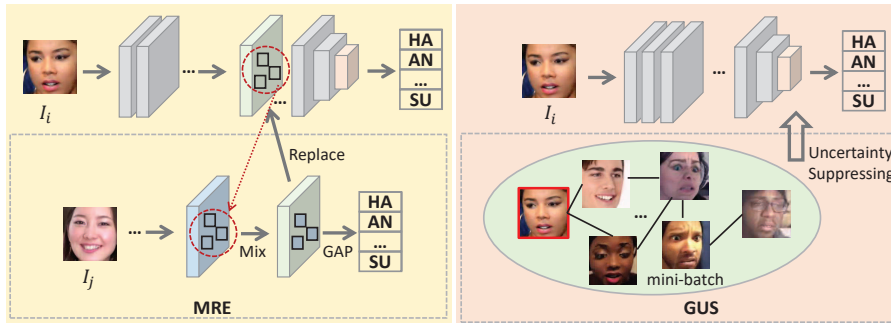 I_i
...
...
HA
AN
...
SU
Replace
I_j
...
Mix
GAP
HA
AN
...
SU
MRE
I_i
...
HA
AN
...
SU
Uncertainty
Suppressing
...
mini-batch
GUS